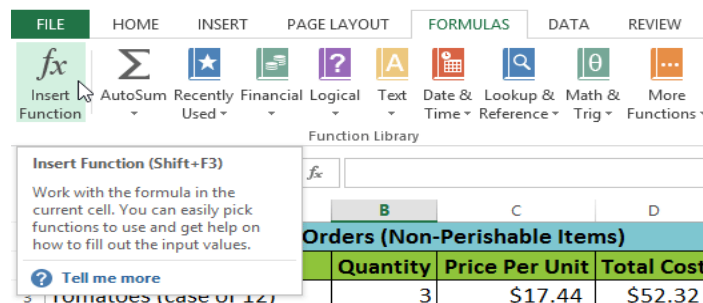 FILE HOME INSERT PAGE LAYOUT FORMULAS DATA REVIEW
fx Σ ? A θ
Insert AutoSum Recently Financial Logical Text Date & Lookup & Math & More
Function Used Time Reference Trig Functions
Function Library
Insert Function (Shift+F3)
fx
Work with the formula in the
current cell. You can easily pick
functions to use and get help on
how to fill out the input values.
Tell me more
B C D
Orders (Non-Perishable Items)
Quantity Price Per Unit Total Cost
3 Tomatoes (case of 12) 3 $17.44 $52.32